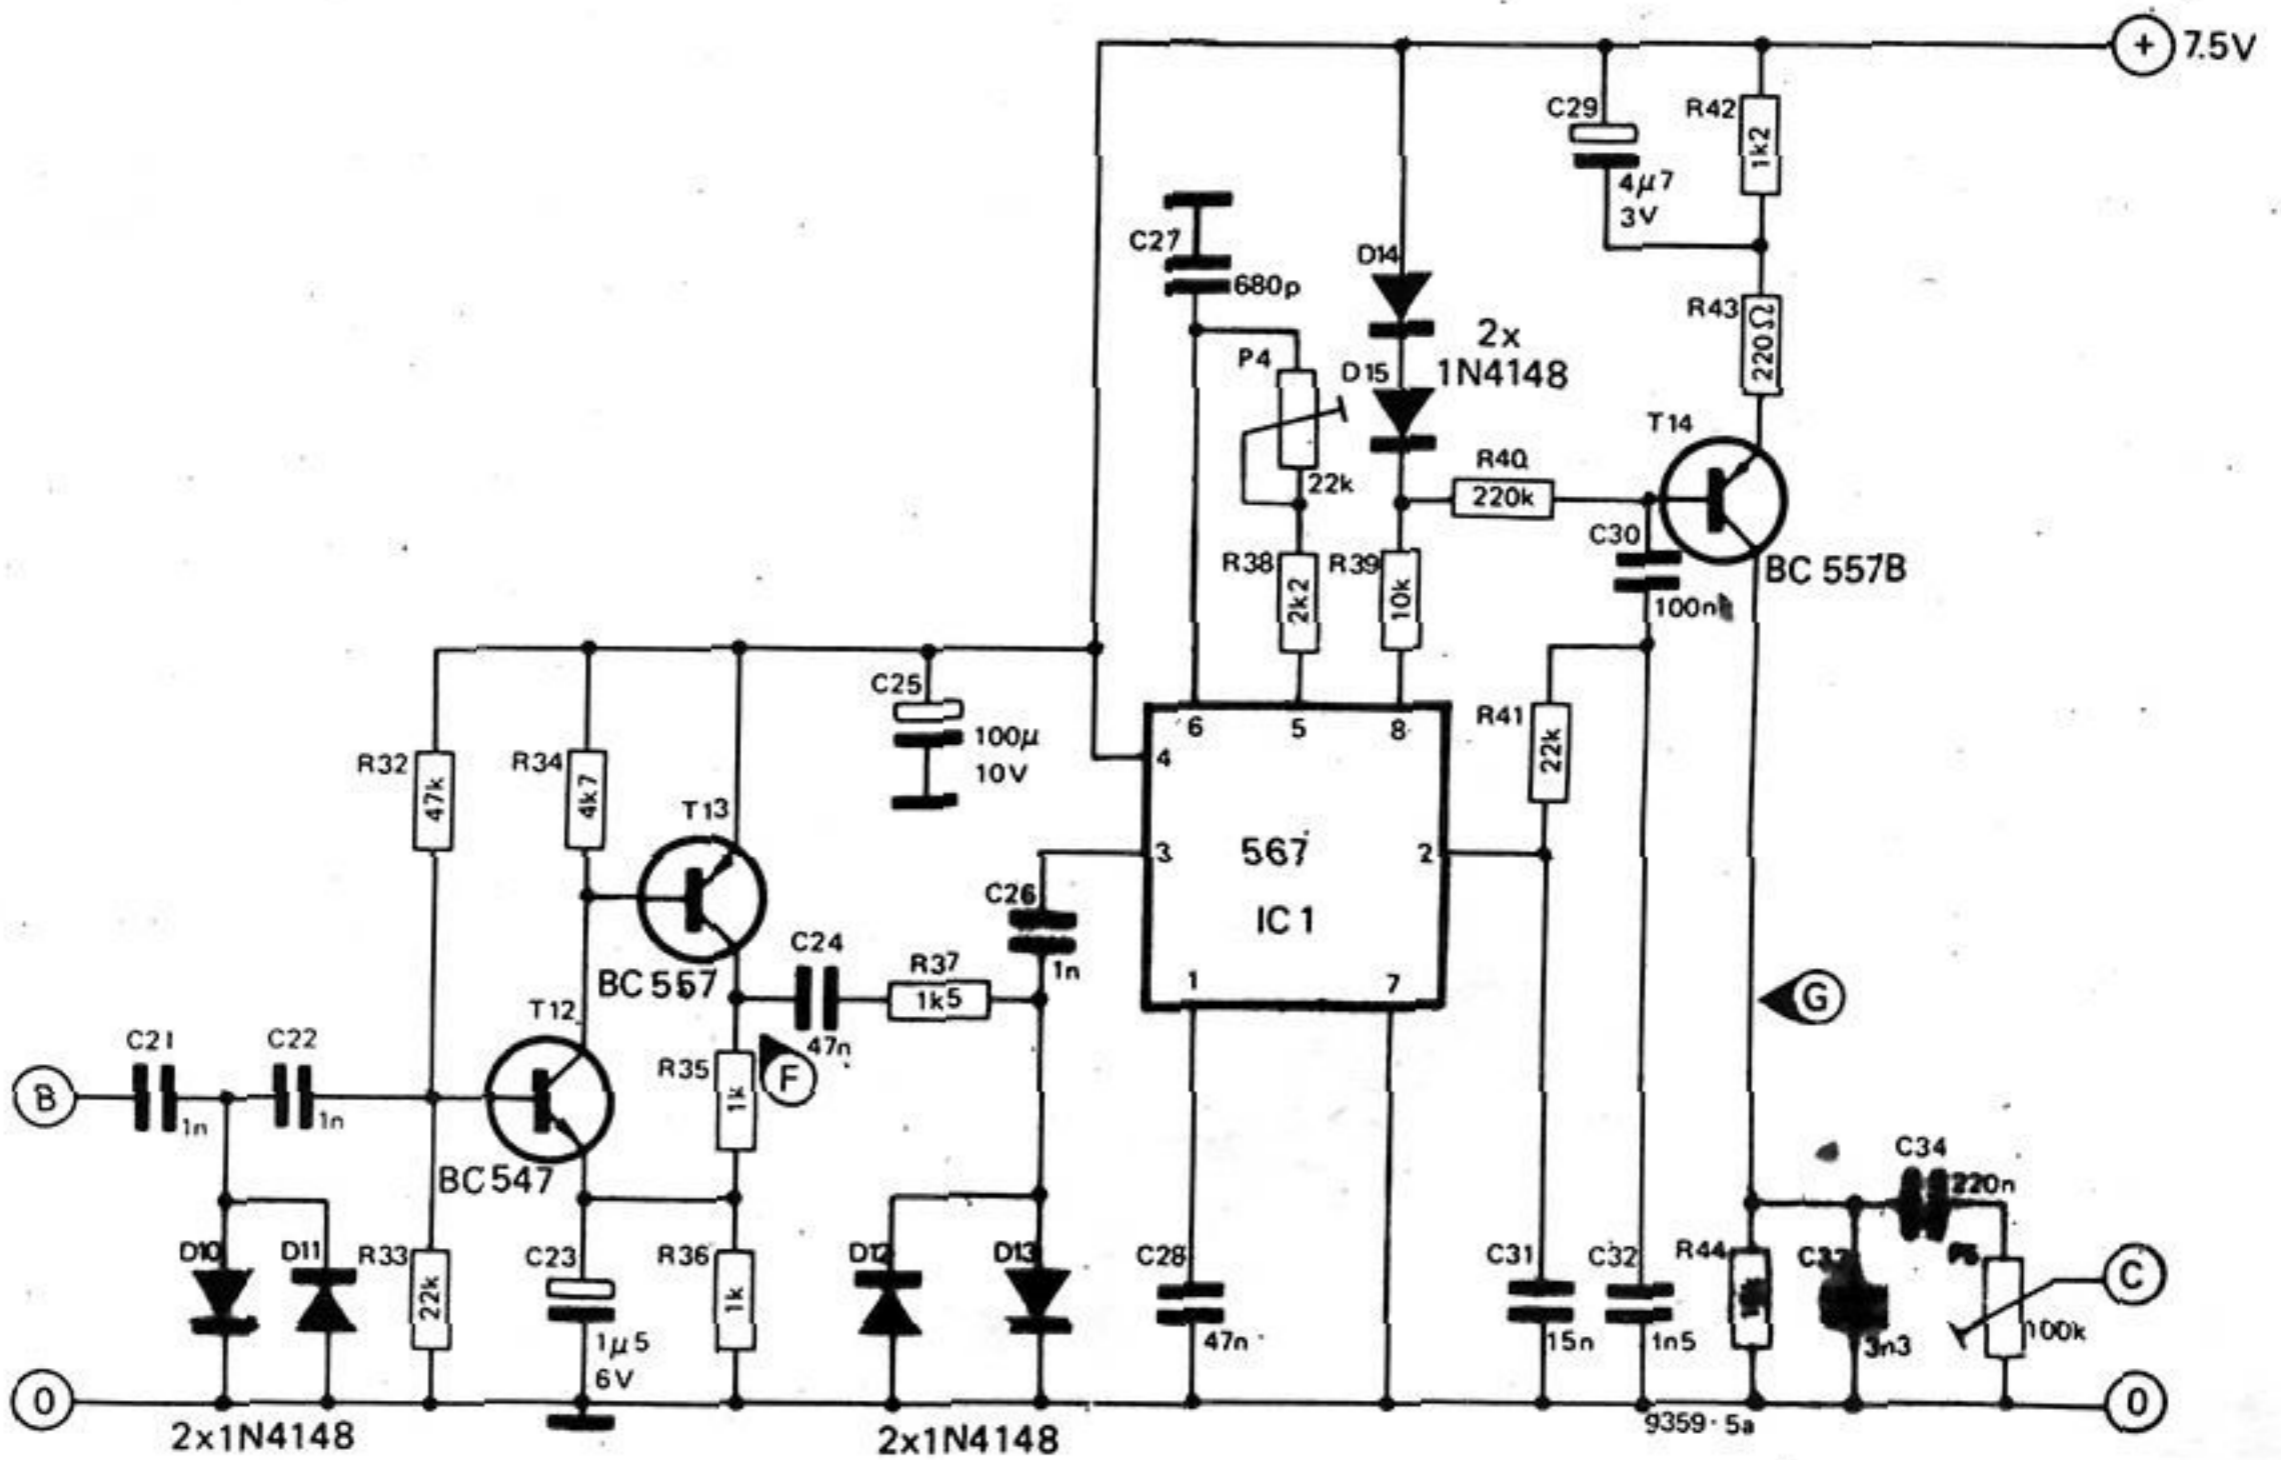 + 7.5V
C29
4µ7
3V
R42
1k2
C27
680p
D14
R43
220Ω
P4
22k
D15
2x
1N4148
T14
R40
220k
C30
100n
BC 557B
R38
2k2
R39
10k
C25
100µ
10V
R32
47k
R34
4k7
T13
BC 557
6
5
8
4
3
2
1
7
567
IC 1
R41
22k
C26
1n
C24
47n
R37
1k5
T12
BC547
C21
1n
C22
1n
B
R35
1k
F
G
C34
220n
D10
D11
R33
22k
C23
1µ5
6V
R36
1k
D12
D13
C28
47n
C31
15n
C32
1n5
R44
3n3
100k
C
0
0
2x1N4148
2x1N4148
9359-5a